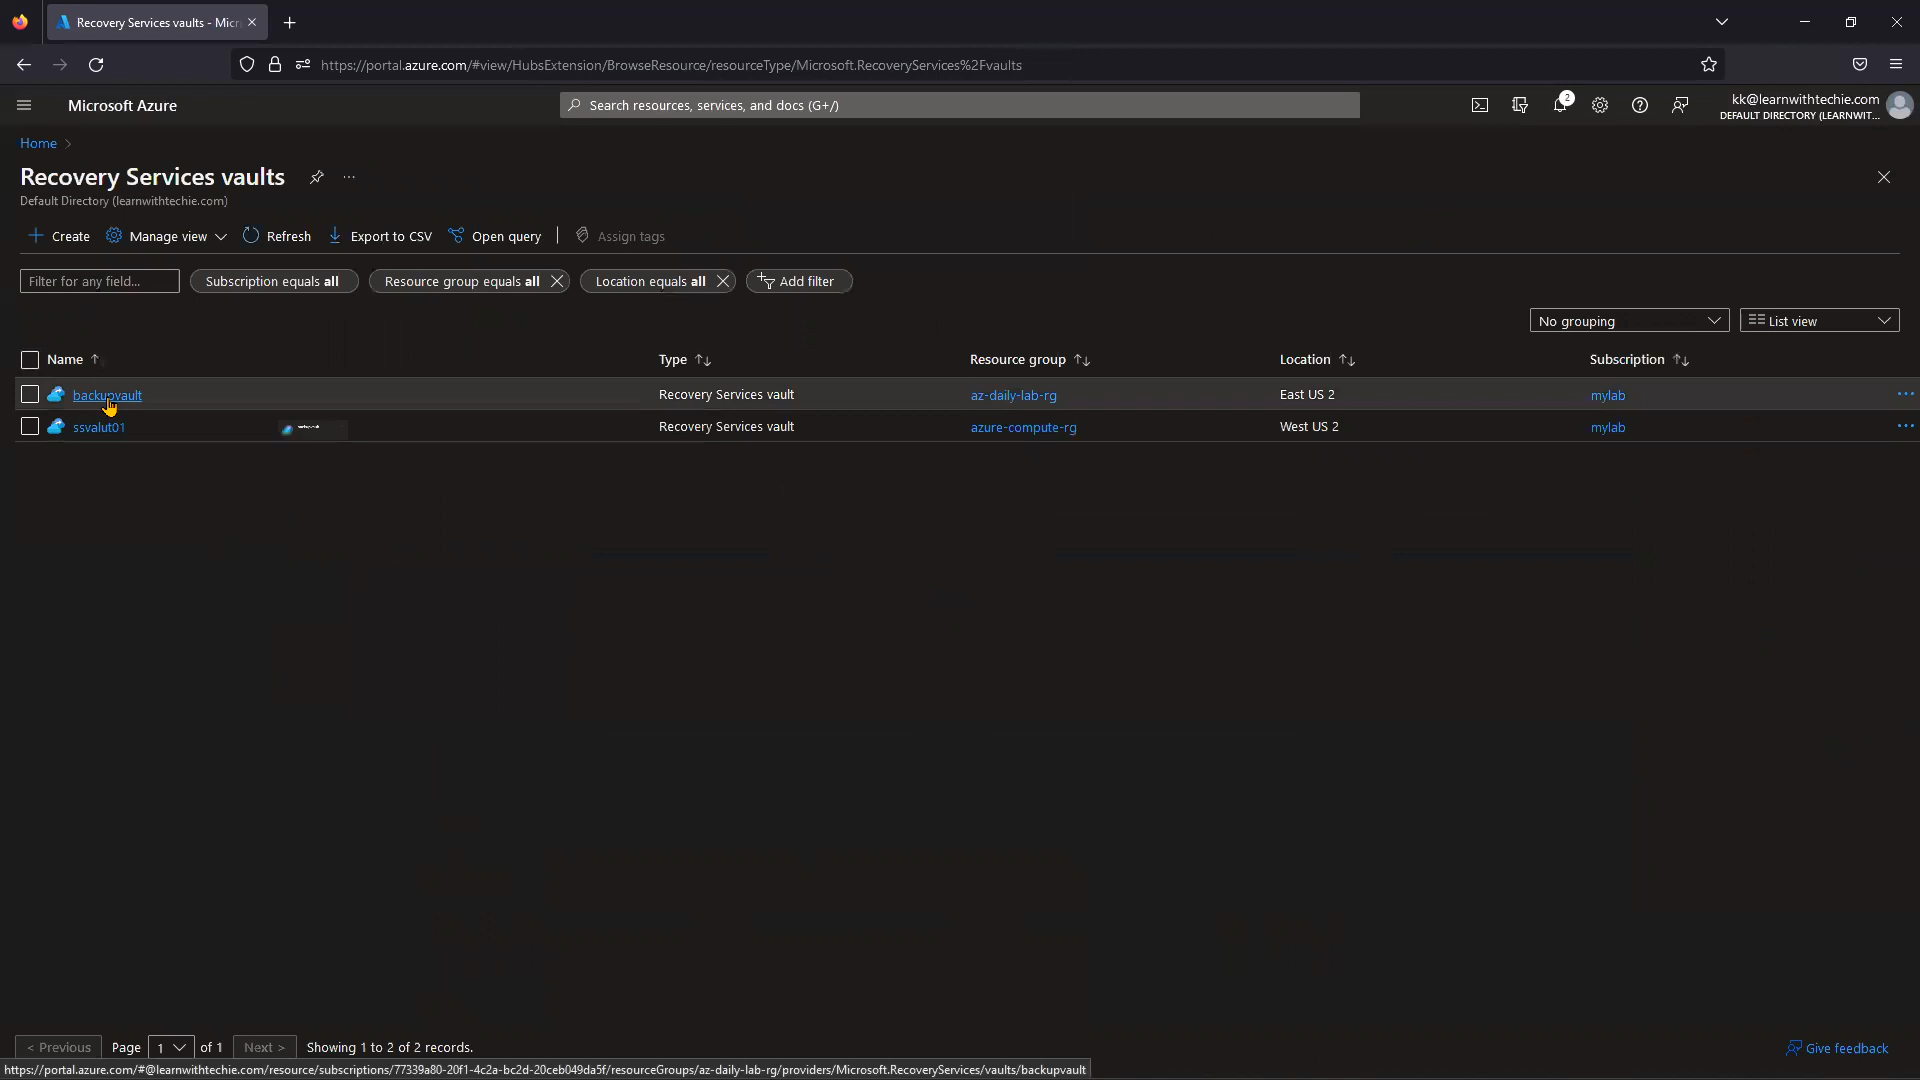 Recovery Services vaults - Micr
https://portal.azure.com/#view/HubsExtension/BrowseResource/resourceType/Microsoft.RecoveryServices%2Fvaults
Microsoft Azure
Search resources, services, and docs (G+/)
2
kk@learnwithtechie.com
DEFAULT DIRECTORY (LEARNWIT...
Home >
Recovery Services vaults
...
Default Directory (learnwithtechie.com)
Create
Manage view
Refresh
Export to CSV
Open query
Assign tags
Filter for any field...
Subscription equals all
Resource group equals all
Location equals all
Add filter
No grouping
List view
Name
Type
Resource group
Location
Subscription
backupvault
Recovery Services vault
az-daily-lab-rg
East US 2
mylab
...
ssvalut01
Recovery Services vault
azure-compute-rg
West US 2
mylab
...
< Previous
Page
1
of 1
Next >
Showing 1 to 2 of 2 records.
Give feedback
https://portal.azure.com/#@learnwithtechie.com/resource/subscriptions/77339a80-20f1-4c2a-bc2d-20ceb049da5f/resourceGroups/az-daily-lab-rg/providers/Microsoft.RecoveryServices/vaults/backupvault